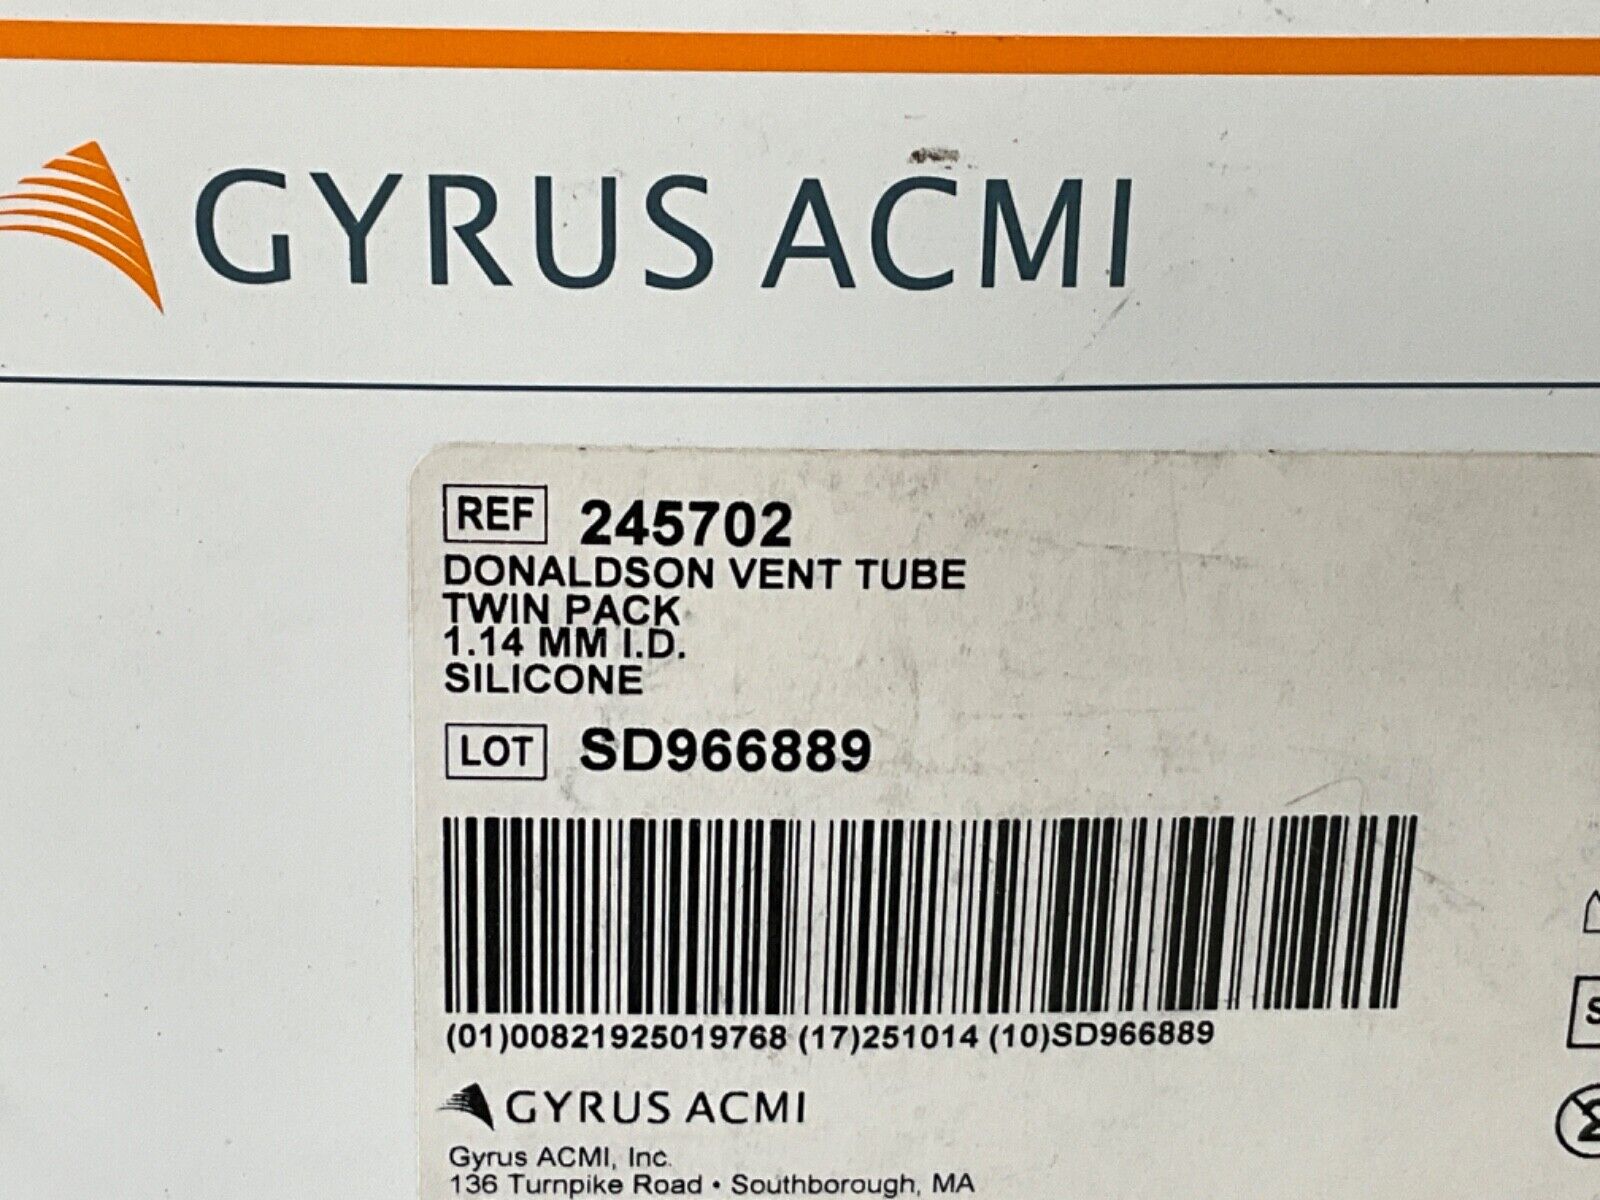 GYRUS ACMI
REF 245702
DONALDSON VENT TUBE
TWIN PACK
1.14 MM I.D.
SILICONE
LOT SD966889
(01)00821925019768 (17)251014 (10)SD966889
GYRUS ACMI
Gyrus ACMI, Inc.
136 Turnpike Road • Southborough, MA